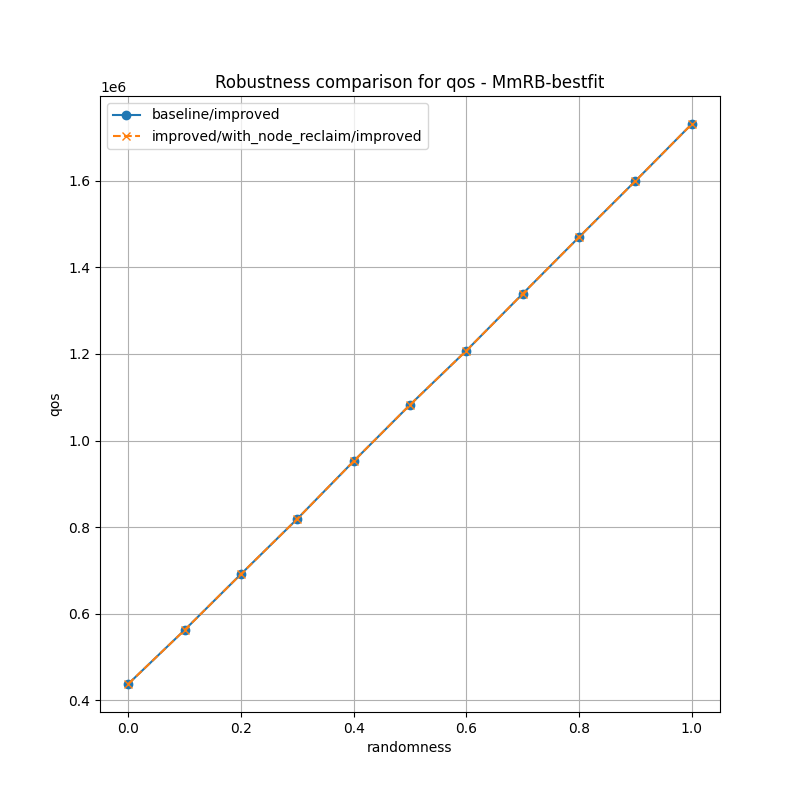 Robustness comparison for qos - MmRB-bestfit
1e6
baseline/improved
improved/with_node_reclaim/improved
1.6
1.4
1.2
1.0
0.8
0.6
0.4
qos
0.0 0.2 0.4 0.6 0.8 1.0
randomness